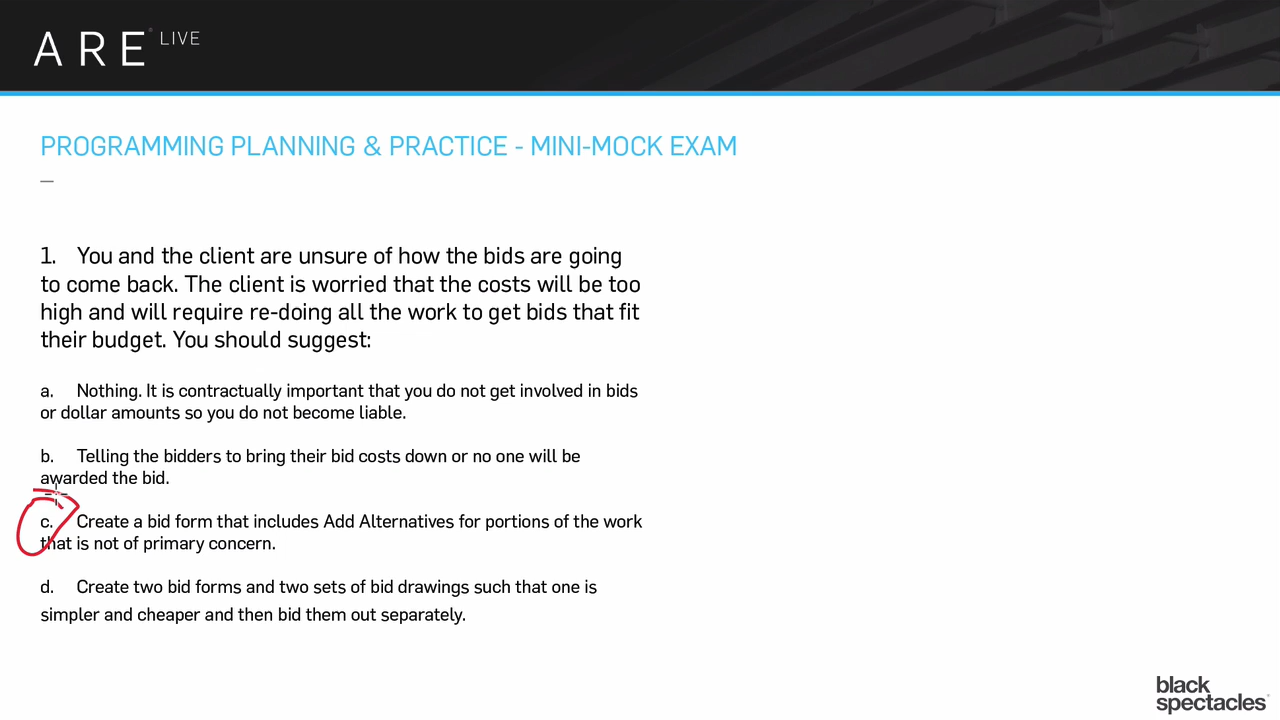 ARE LIVE
PROGRAMMING PLANNING & PRACTICE - MINI-MOCK EXAM
—
1. You and the client are unsure of how the bids are going
to come back. The client is worried that the costs will be too
high and will require re-doing all the work to get bids that fit
their budget. You should suggest:
a. Nothing. It is contractually important that you do not get involved in bids
or dollar amounts so you do not become liable.
b. Telling the bidders to bring their bid costs down or no one will be
awarded the bid.
c. Create a bid form that includes Add Alternatives for portions of the work
that is not of primary concern.
d. Create two bid forms and two sets of bid drawings such that one is
simpler and cheaper and then bid them out separately.
black
spectacles